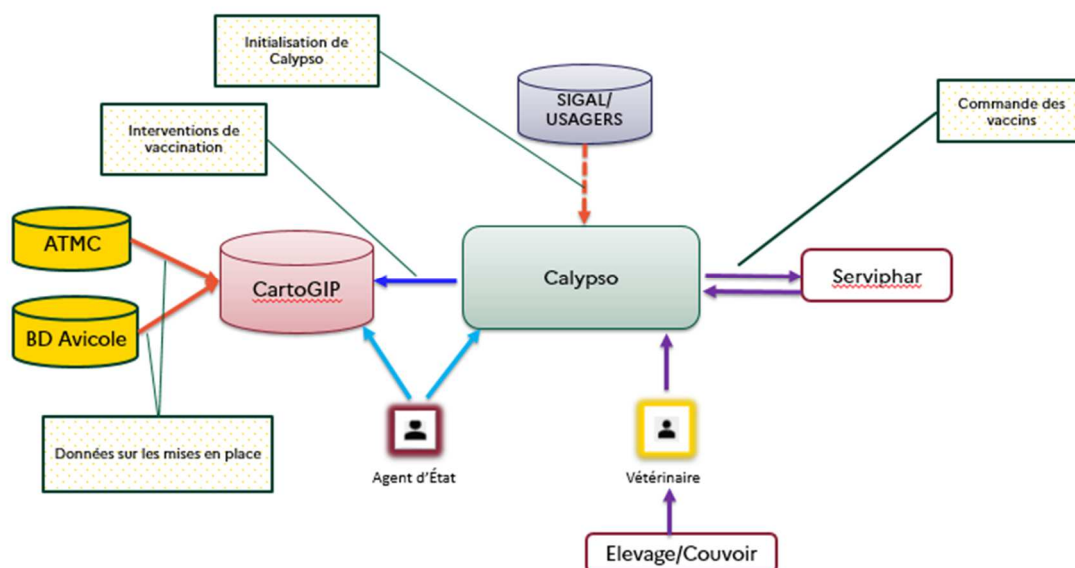 Initialisation de
Calypso
SIGAL/
USAGERS
Commande des
vaccins
Interventions de
vaccination
ATMC
CartoGIP
Calypso
Serviphar
BD Avicole
Données sur les mises en place
Agent d'État
Vétérinaire
Elevage/Couvoir